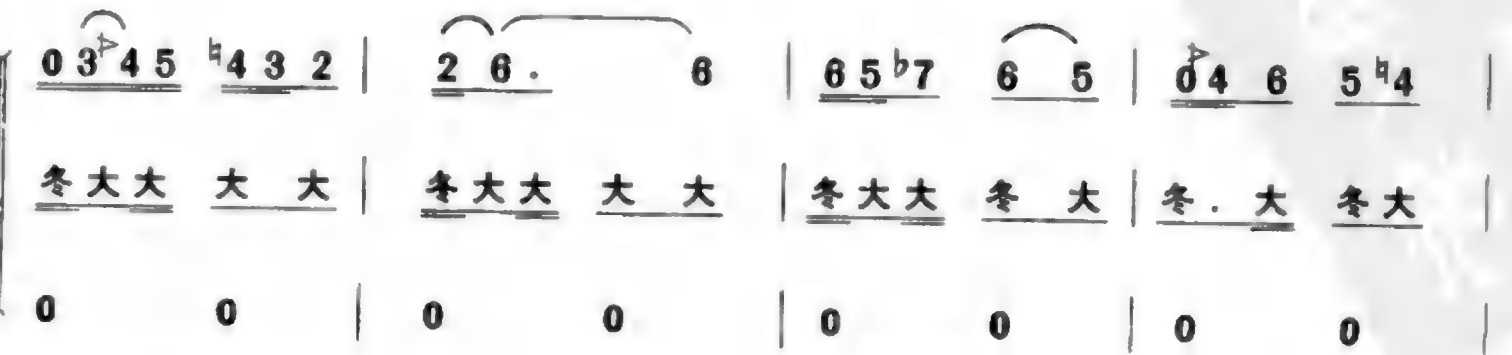 0 3 4 5 ♮4 3 2 | 2 6 . 6 | 6 5 ♭7 6 5 | 0 4 6 5 ♮4 |
冬 大 大 大 大 | 冬 大 大 大 大 | 冬 大 大 冬 大 | 冬 . 大 冬 大 |
0 0 | 0 0 | 0 0 | 0 0 |